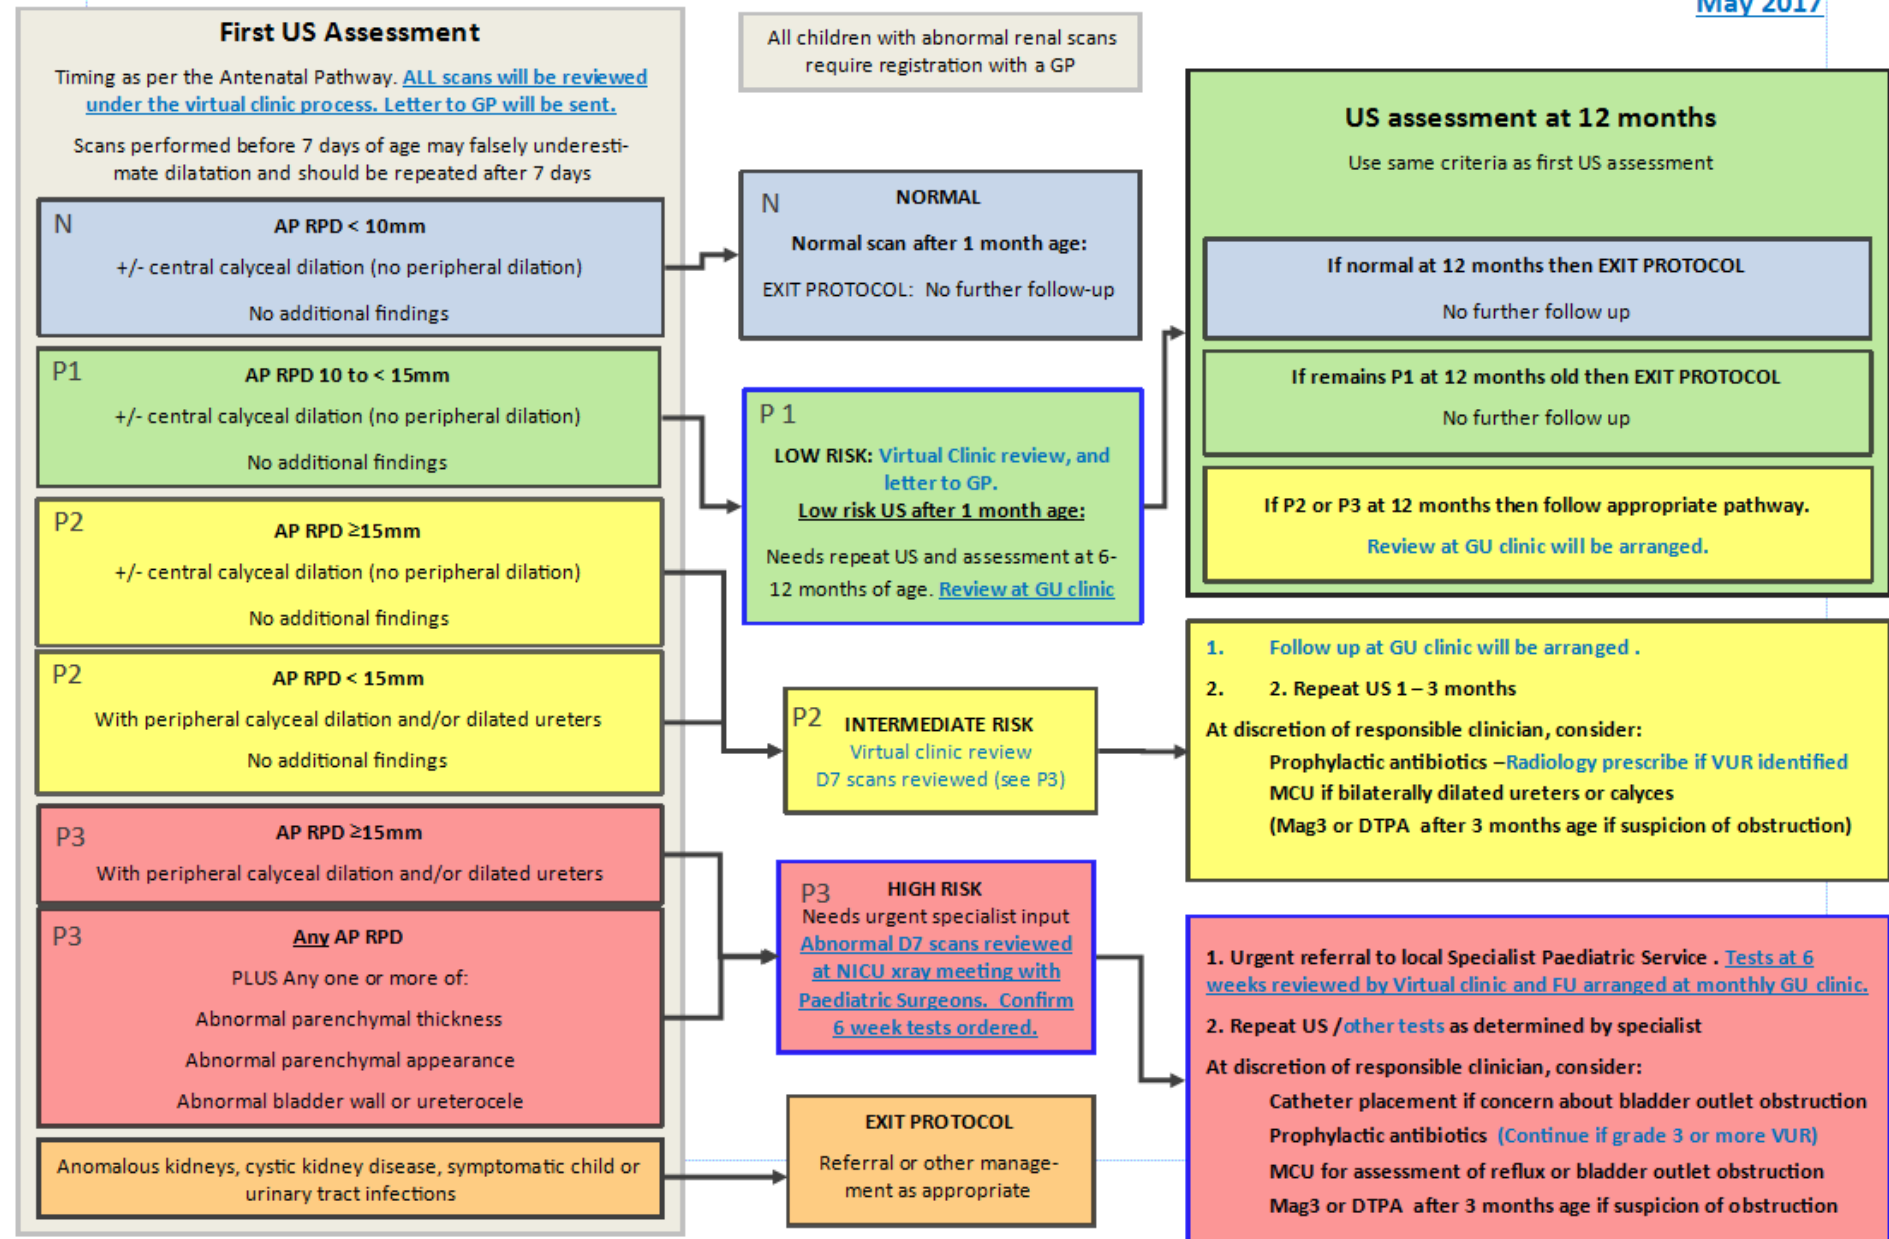 May 2017
First US Assessment
Timing as per the Antenatal Pathway. ALL scans will be reviewed
under the virtual clinic process. Letter to GP will be sent.
Scans performed before 7 days of age may falsely underesti-
mate dilatation and should be repeated after 7 days
N
AP RPD < 10mm
+/- central calyceal dilation (no peripheral dilation)
No additional findings
P1
AP RPD 10 to < 15mm
+/- central calyceal dilation (no peripheral dilation)
No additional findings
P2
AP RPD ≥15mm
+/- central calyceal dilation (no peripheral dilation)
No additional findings
P2
AP RPD < 15mm
With peripheral calyceal dilation and/or dilated ureters
No additional findings
P3
AP RPD ≥15mm
With peripheral calyceal dilation and/or dilated ureters
P3
Any AP RPD
PLUS Any one or more of:
Abnormal parenchymal thickness
Abnormal parenchymal appearance
Abnormal bladder wall or ureterocele
Anomalous kidneys, cystic kidney disease, symptomatic child or
urinary tract infections
All children with abnormal renal scans
require registration with a GP
N
NORMAL
Normal scan after 1 month age:
EXIT PROTOCOL: No further follow-up
P 1
LOW RISK: Virtual Clinic review, and
letter to GP.
Low risk US after 1 month age:
Needs repeat US and assessment at 6-
12 months of age. Review at GU clinic
P2
INTERMEDIATE RISK
Virtual clinic review
D7 scans reviewed (see P3)
P3
HIGH RISK
Needs urgent specialist input
Abnormal D7 scans reviewed
at NICU xray meeting with
Paediatric Surgeons. Confirm
6 week tests ordered.
EXIT PROTOCOL
Referral or other manage-
ment as appropriate
US assessment at 12 months
Use same criteria as first US assessment
If normal at 12 months then EXIT PROTOCOL
No further follow up
If remains P1 at 12 months old then EXIT PROTOCOL
No further follow up
If P2 or P3 at 12 months then follow appropriate pathway.
Review at GU clinic will be arranged.
1. Follow up at GU clinic will be arranged .
2. 2. Repeat US 1 – 3 months
At discretion of responsible clinician, consider:
Prophylactic antibiotics –Radiology prescribe if VUR identified
MCU if bilaterally dilated ureters or calyces
(Mag3 or DTPA after 3 months age if suspicion of obstruction)
1. Urgent referral to local Specialist Paediatric Service . Tests at 6
weeks reviewed by Virtual clinic and FU arranged at monthly GU clinic.
2. Repeat US /other tests as determined by specialist
At discretion of responsible clinician, consider:
Catheter placement if concern about bladder outlet obstruction
Prophylactic antibiotics (Continue if grade 3 or more VUR)
MCU for assessment of reflux or bladder outlet obstruction
Mag3 or DTPA after 3 months age if suspicion of obstruction